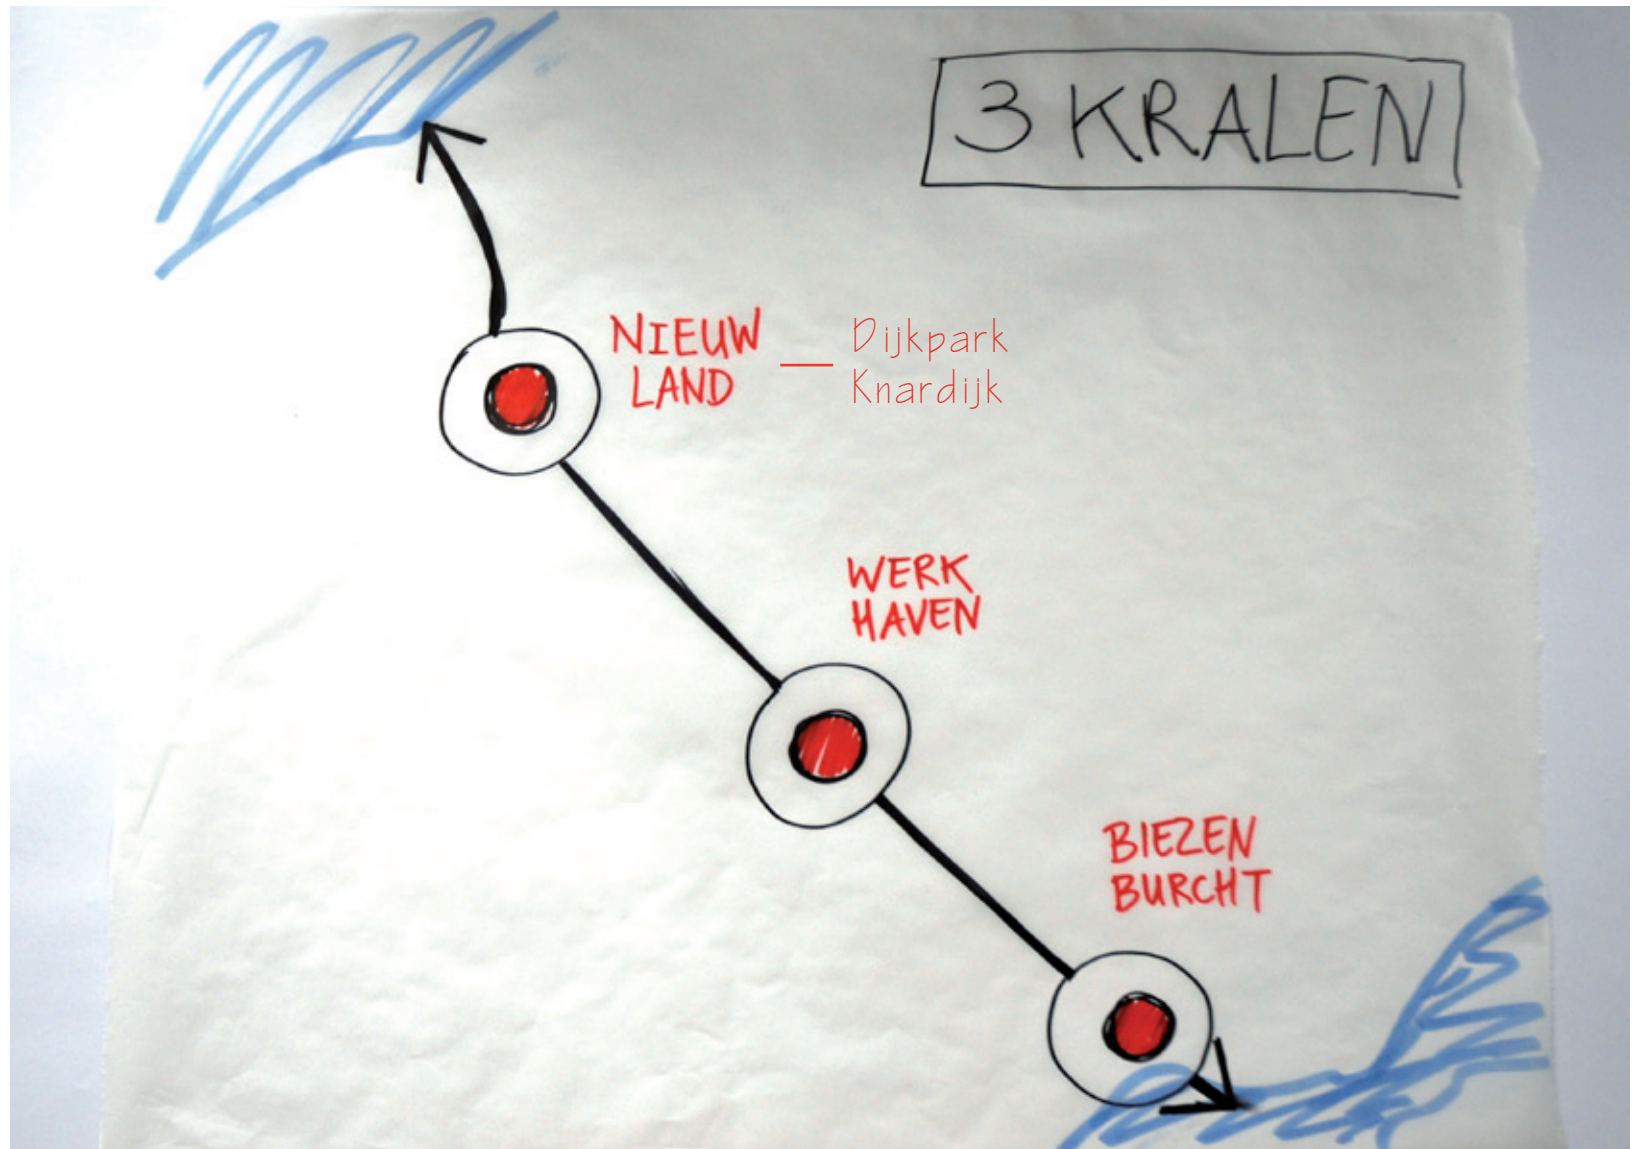 3 KRALEN
NIEUW
LAND
Dijkpark
Knardijk
WERK
HAVEN
BIEZEN
BURCHT